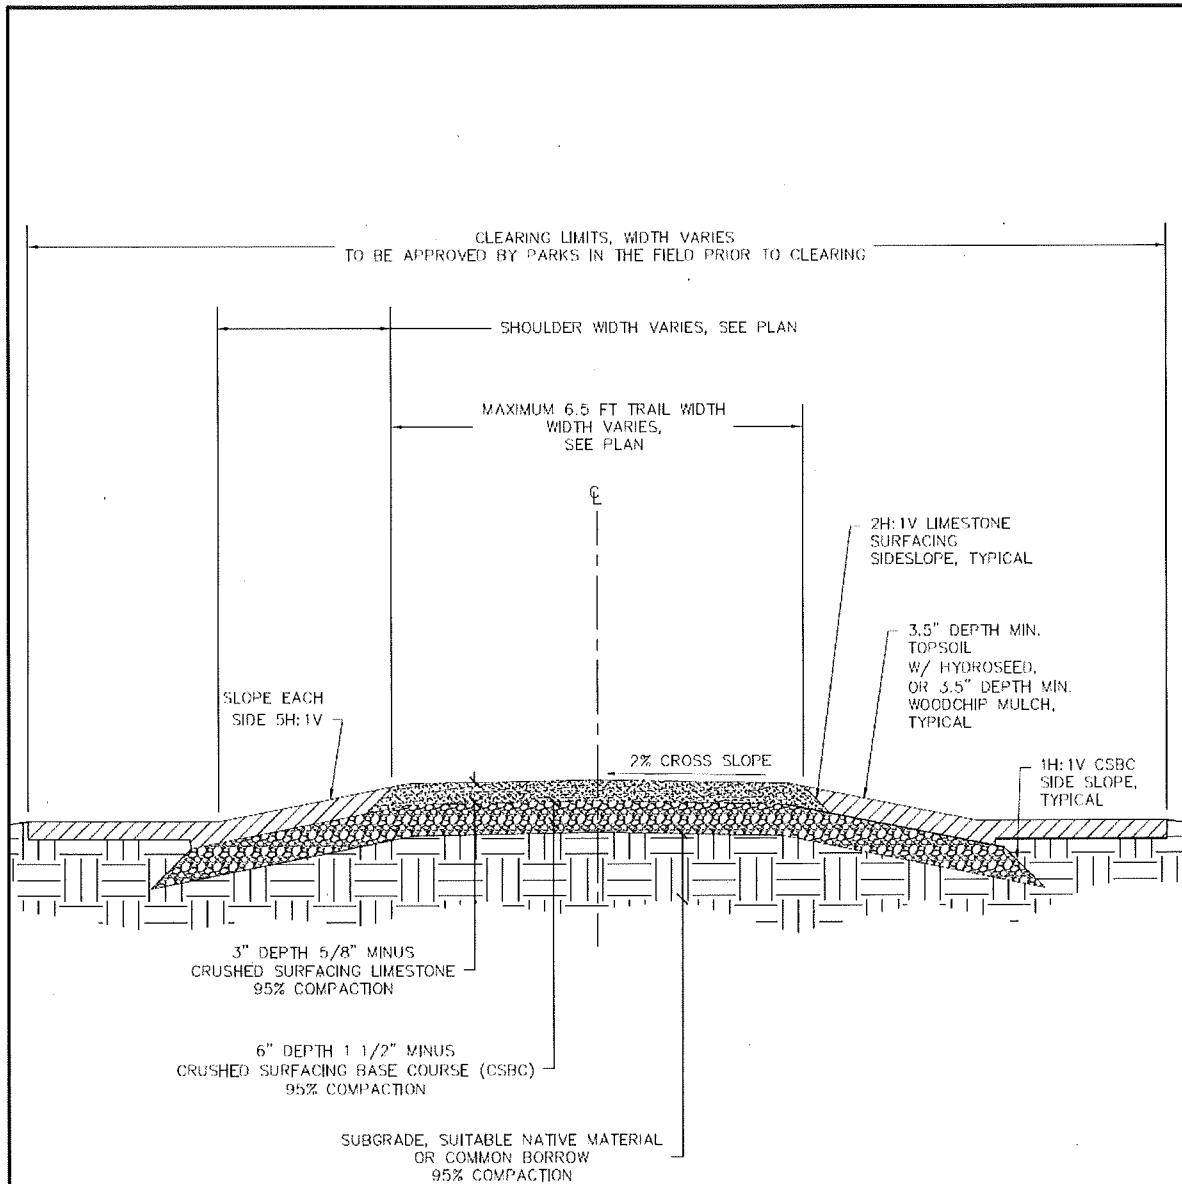 CLEARING LIMITS, WIDTH VARIES
TO BE APPROVED BY PARKS IN THE FIELD PRIOR TO CLEARING
SHOULDER WIDTH VARIES, SEE PLAN
MAXIMUM 6.5 FT TRAIL WIDTH
WIDTH VARIES,
SEE PLAN
℄
2H:1V LIMESTONE
SURFACING
SIDESLOPE, TYPICAL
3.5" DEPTH MIN.
TOPSOIL
W/ HYDROSEED,
OR 3.5" DEPTH MIN.
WOODCHIP MULCH,
TYPICAL
SLOPE EACH
SIDE 5H:1V
2% CROSS SLOPE
1H:1V CSBC
SIDE SLOPE,
TYPICAL
3" DEPTH 5/8" MINUS
CRUSHED SURFACING LIMESTONE
95% COMPACTION
6" DEPTH 1 1/2" MINUS
CRUSHED SURFACING BASE COURSE (CSBC)
95% COMPACTION
SUBGRADE, SUITABLE NATIVE MATERIAL
OR COMMON BORROW
95% COMPACTION